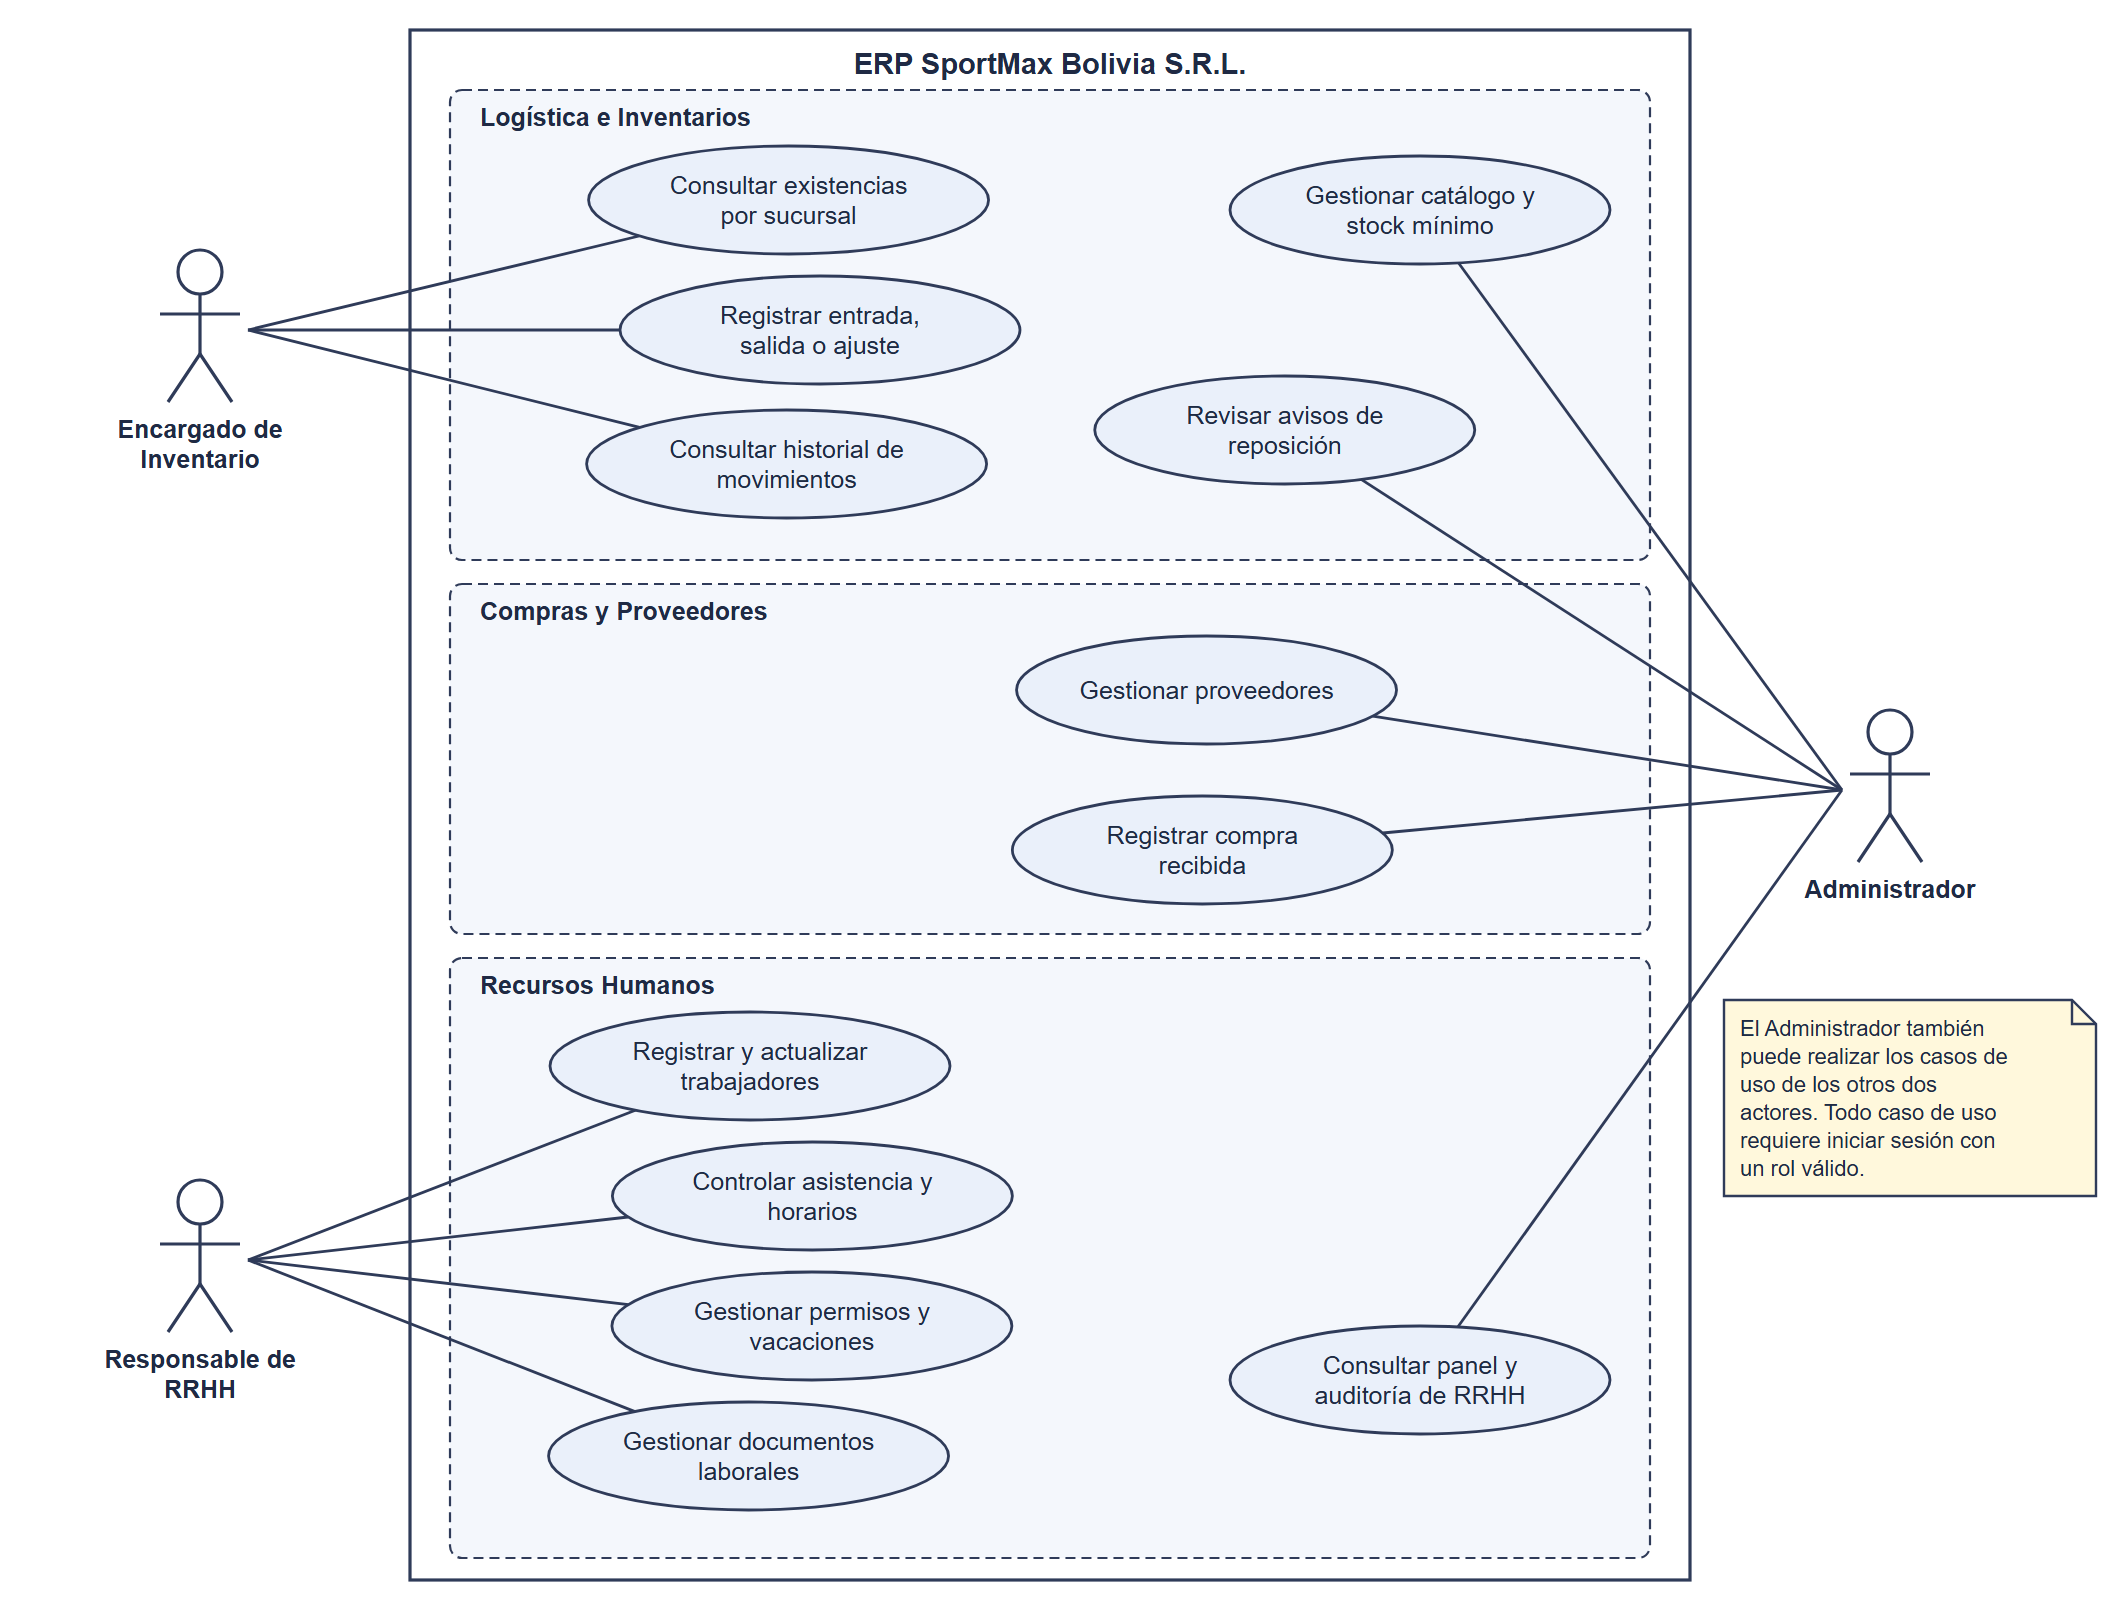 ERP SportMax Bolivia S.R.L.
Logística e Inventarios
Consultar existencias
por sucursal
Gestionar catálogo y
stock mínimo
Registrar entrada,
salida o ajuste
Revisar avisos de
reposición
Consultar historial de
movimientos
Encargado de
Inventario
Compras y Proveedores
Gestionar proveedores
Registrar compra
recibida
Administrador
Recursos Humanos
Registrar y actualizar
trabajadores
Controlar asistencia y
horarios
Gestionar permisos y
vacaciones
Gestionar documentos
laborales
Consultar panel y
auditoría de RRHH
Responsable de
RRHH
El Administrador también
puede realizar los casos de
uso de los otros dos
actores. Todo caso de uso
requiere iniciar sesión con
un rol válido.